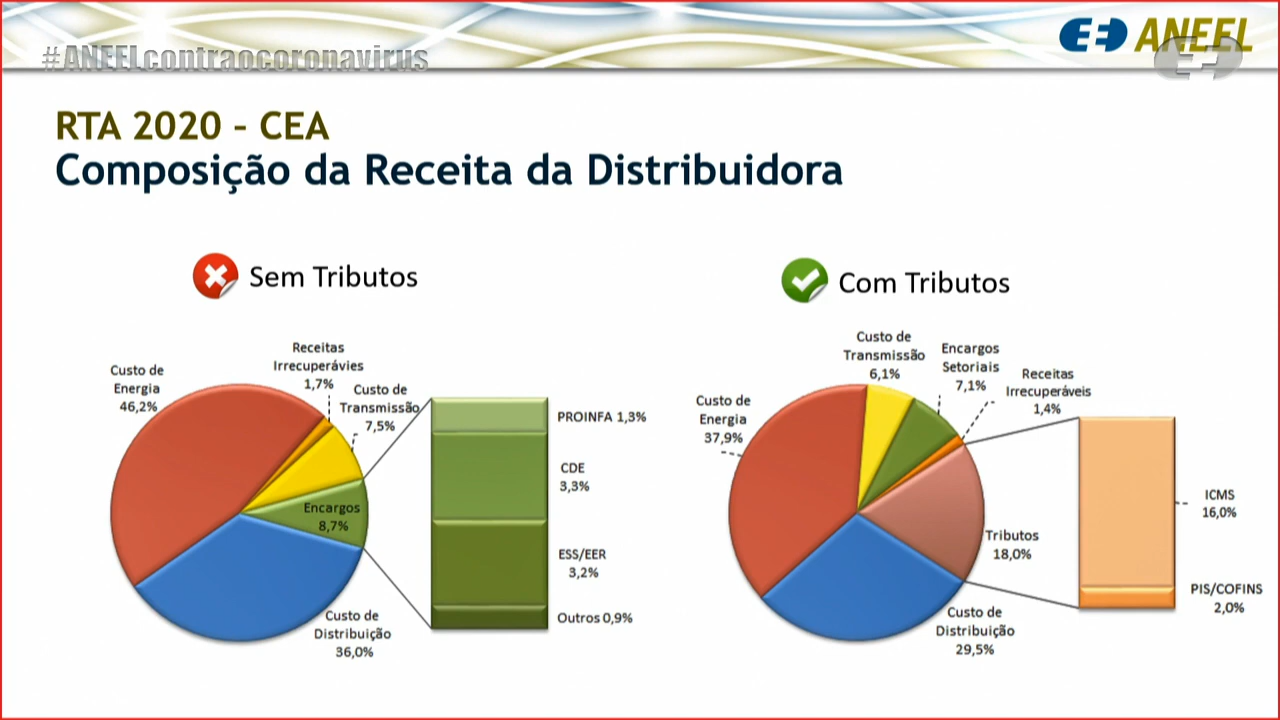 #ANEELcontraocoronavirus
ANEEL
RTA 2020 – CEA
Composição da Receita da Distribuidora
Sem Tributos
Custo de
Energia
46,2%
Receitas
Irrecuperávies
1,7%
Custo de
Transmissão
7,5%
Encargos
8,7%
Custo de
Distribuição
36,0%
PROINFA 1,3%
CDE
3,3%
ESS/EER
3,2%
Outros 0,9%
Com Tributos
Custo de
Energia
37,9%
Custo de
Transmissão
6,1%
Encargos
Setoriais
7,1%
Receitas
Irrecuperáveis
1,4%
Tributos
18,0%
Custo de
Distribuição
29,5%
ICMS
16,0%
PIS/COFINS
2,0%